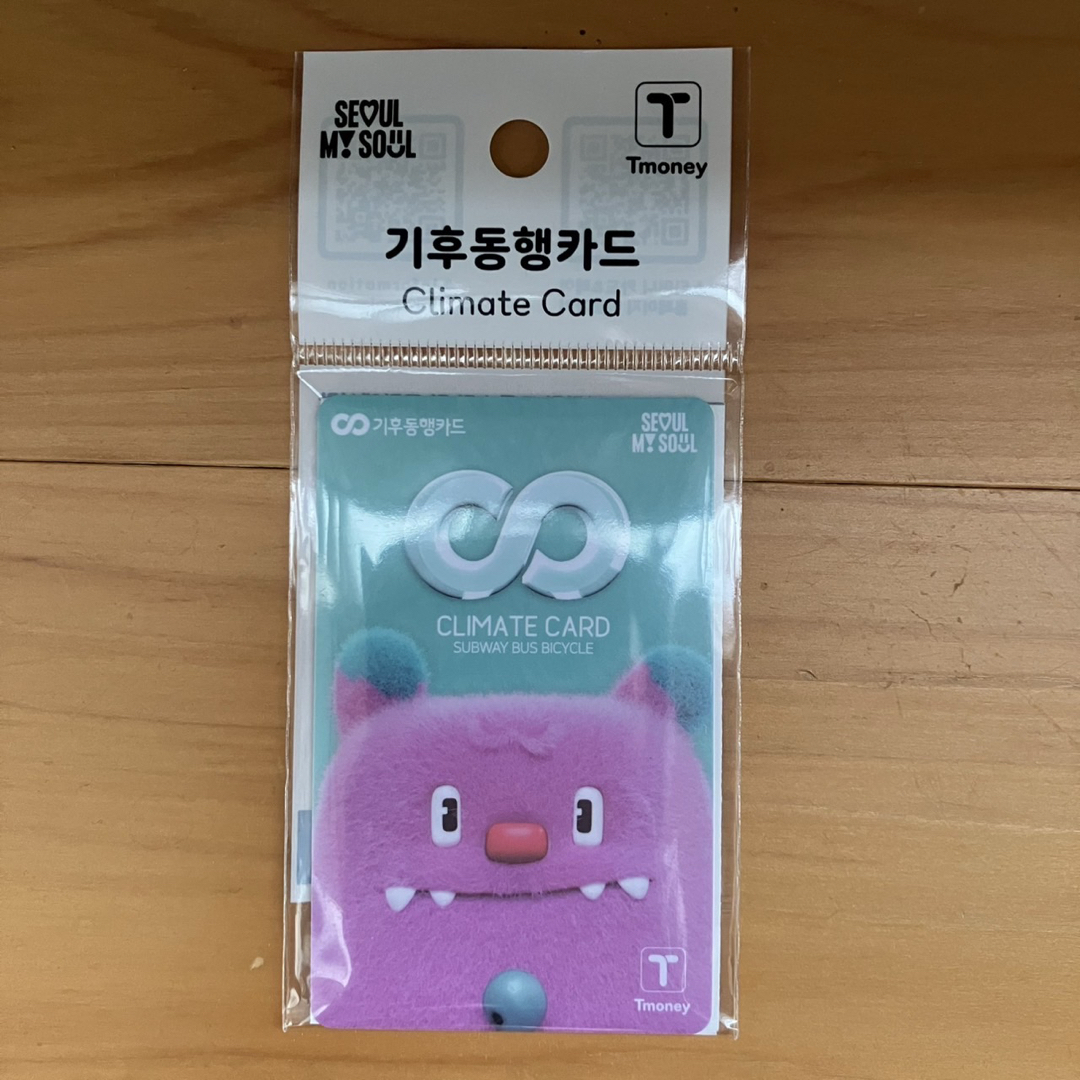 SEOUL
MY SOUL
Tmoney
기후동행카드
Climate Card
기후동행카드
SEOUL
MY SOUL
CLIMATE CARD
SUBWAY BUS BICYCLE
Tmoney